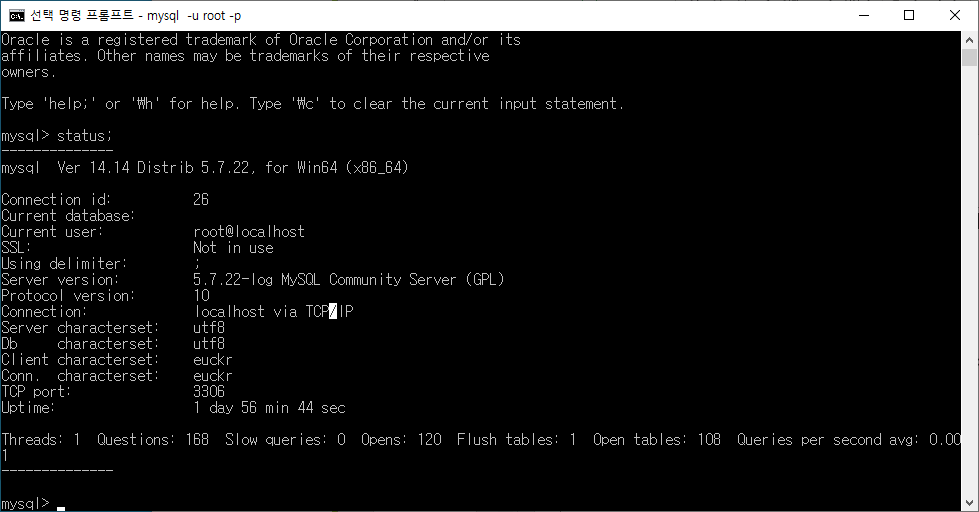 선택 명령 프롬프트 - mysql  -u root -p
Oracle is a registered trademark of Oracle Corporation and/or its
affiliates. Other names may be trademarks of their respective
owners.
Type 'help;' or '₩h' for help. Type '₩c' to clear the current input statement.
mysql> status;
--------------
mysql  Ver 14.14 Distrib 5.7.22, for Win64 (x86_64)
Connection id:          26
Current database:
Current user:           root@localhost
SSL:                    Not in use
Using delimiter:        ;
Server version:         5.7.22-log MySQL Community Server (GPL)
Protocol version:       10
Connection:             localhost via TCP/IP
Server characterset:    utf8
Db     characterset:    utf8
Client characterset:    euckr
Conn.  characterset:    euckr
TCP port:               3306
Uptime:                 1 day 56 min 44 sec
Threads: 1  Questions: 168  Slow queries: 0  Opens: 120  Flush tables: 1  Open tables: 108  Queries per second avg: 0.00
1
--------------
mysql> _